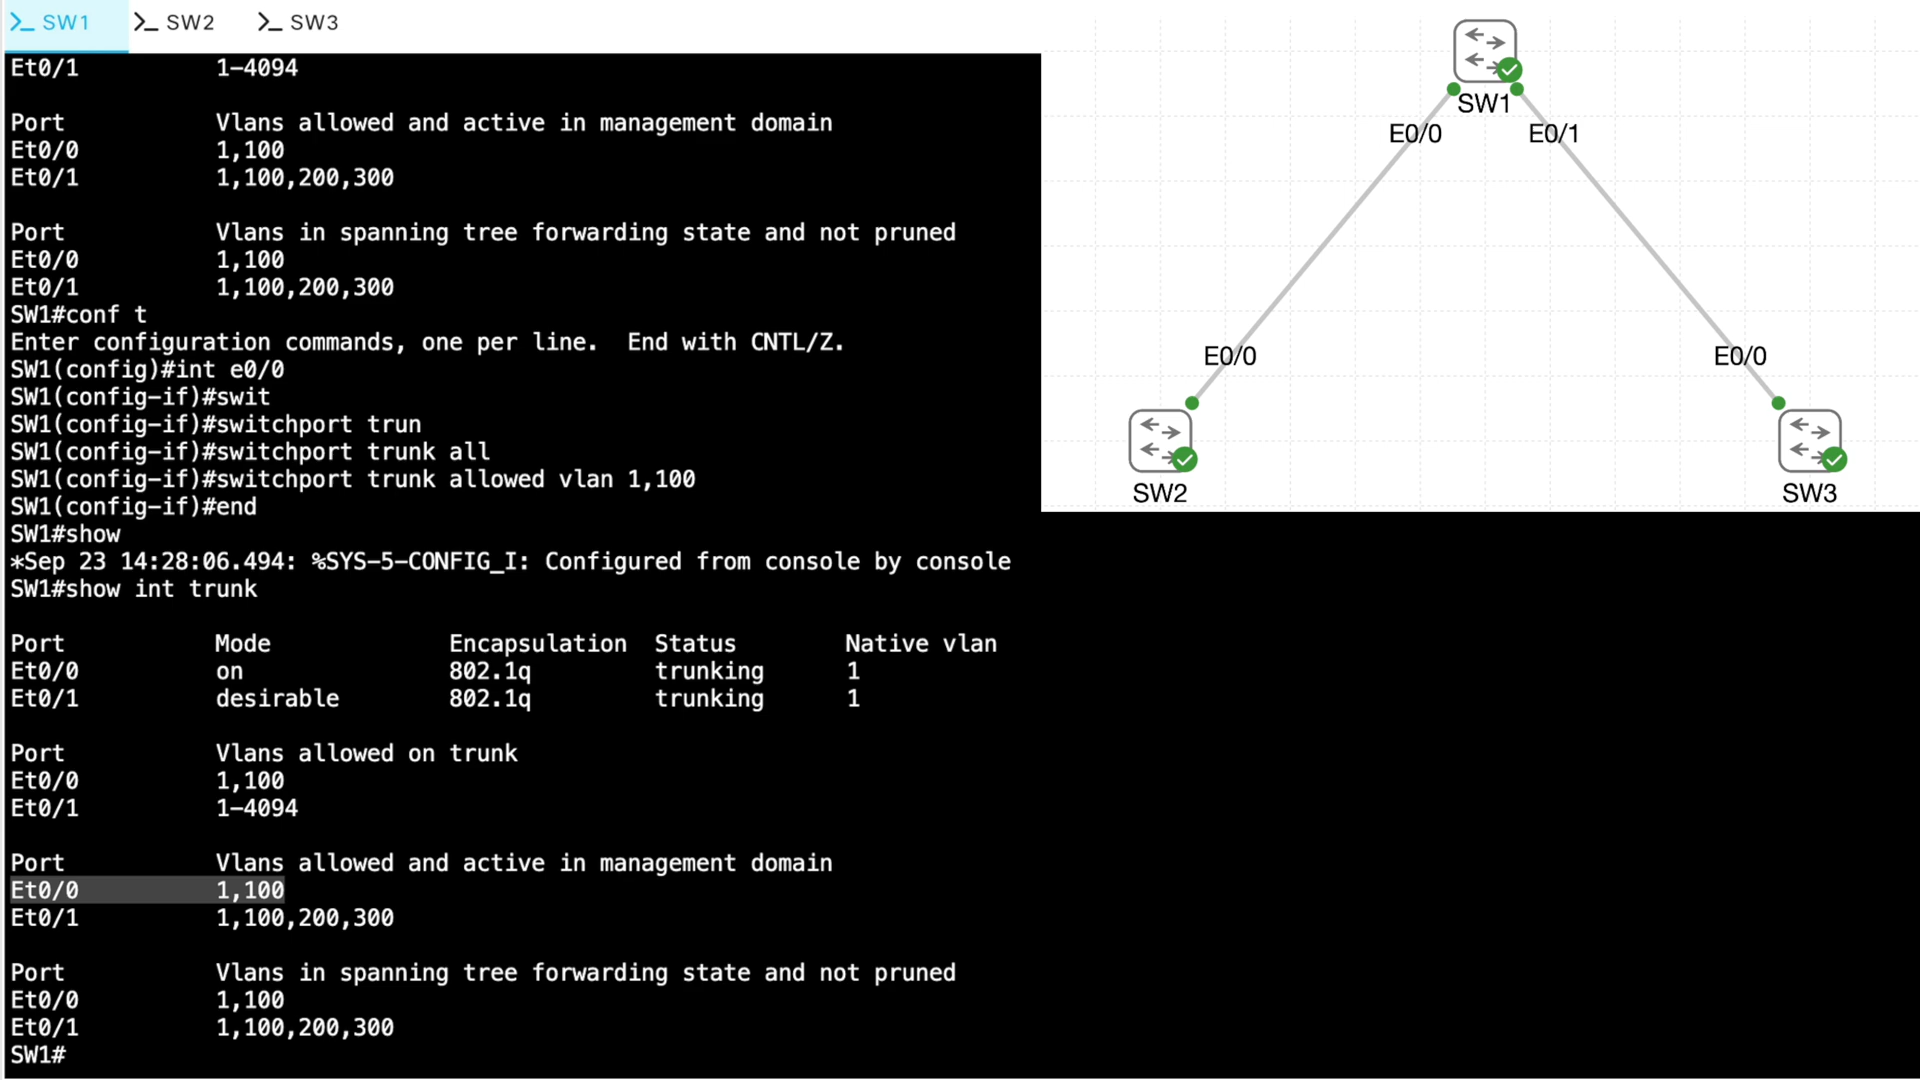 SW1 SW2 SW3
Et0/1 1-4094
Port Vlans allowed and active in management domain
Et0/0 1,100
Et0/1 1,100,200,300
Port Vlans in spanning tree forwarding state and not pruned
Et0/0 1,100
Et0/1 1,100,200,300
SW1#conf t
Enter configuration commands, one per line. End with CNTL/Z.
SW1(config)#int e0/0
SW1(config-if)#swit
SW1(config-if)#switchport trun
SW1(config-if)#switchport trunk all
SW1(config-if)#switchport trunk allowed vlan 1,100
SW1(config-if)#end
SW1#show
*Sep 23 14:28:06.494: %SYS-5-CONFIG_I: Configured from console by console
SW1#show int trunk
Port Mode Encapsulation Status Native vlan
Et0/0 on 802.1q trunking 1
Et0/1 desirable 802.1q trunking 1
Port Vlans allowed on trunk
Et0/0 1,100
Et0/1 1-4094
Port Vlans allowed and active in management domain
Et0/0 1,100
Et0/1 1,100,200,300
Port Vlans in spanning tree forwarding state and not pruned
Et0/0 1,100
Et0/1 1,100,200,300
SW1#
SW1
E0/0 E0/1
E0/0 E0/0
SW2 SW3